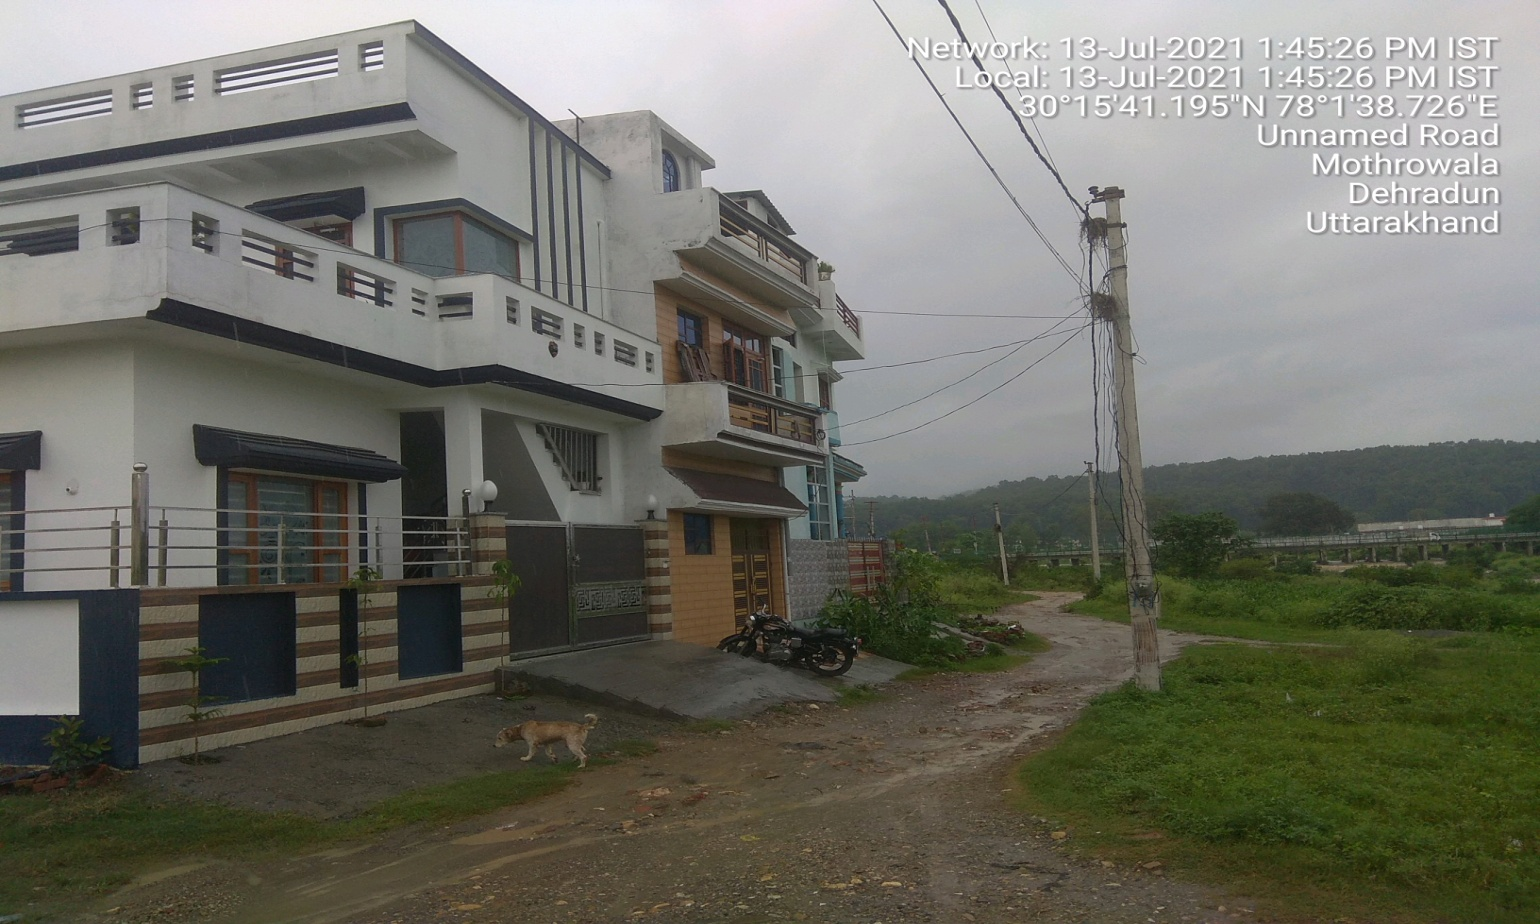 Network: 13-Jul-2021 1:45:26 PM IST
Local: 13-Jul-2021 1:45:26 PM IST
30°15'41.195"N 78°1'38.726"E
Unnamed Road
Mothrowala
Dehradun
Uttarakhand